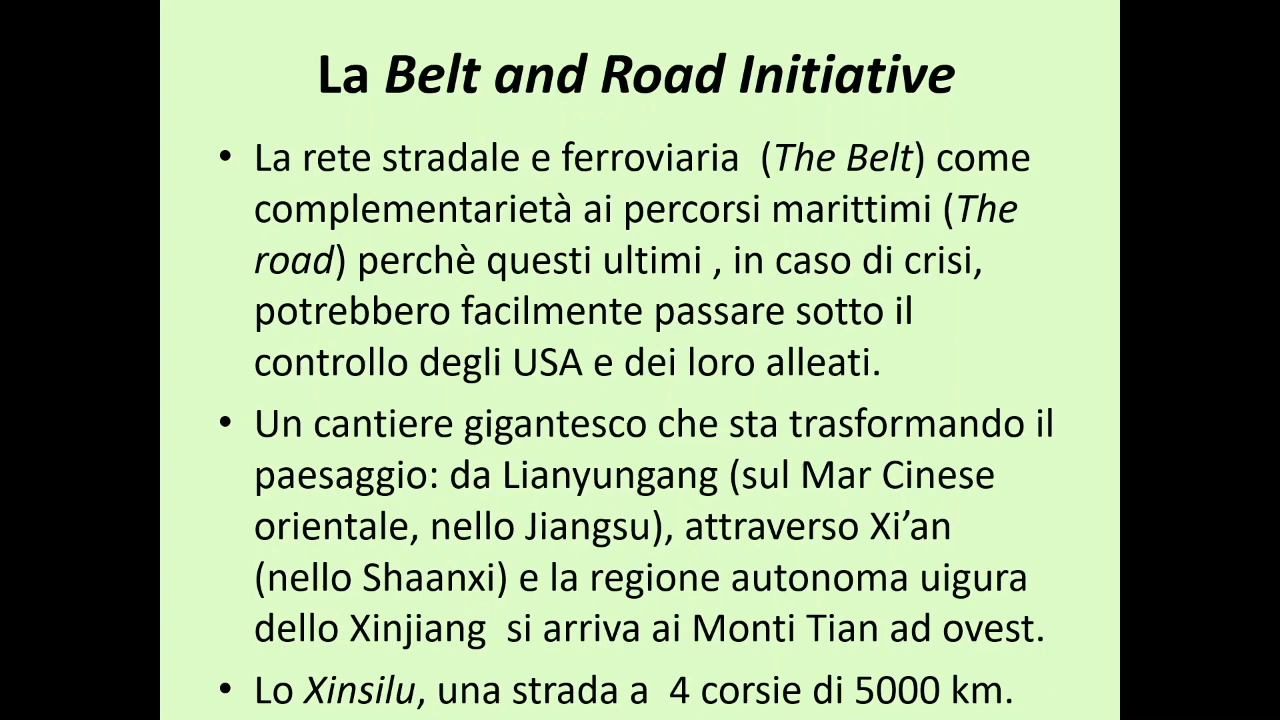 La Belt and Road Initiative
• La rete stradale e ferroviaria  (The Belt) come
complementarietà ai percorsi marittimi (The
road) perchè questi ultimi , in caso di crisi,
potrebbero facilmente passare sotto il
controllo degli USA e dei loro alleati.
• Un cantiere gigantesco che sta trasformando il
paesaggio: da Lianyungang (sul Mar Cinese
orientale, nello Jiangsu), attraverso Xi’an
(nello Shaanxi) e la regione autonoma uigura
dello Xinjiang  si arriva ai Monti Tian ad ovest.
• Lo Xinsilu, una strada a  4 corsie di 5000 km.